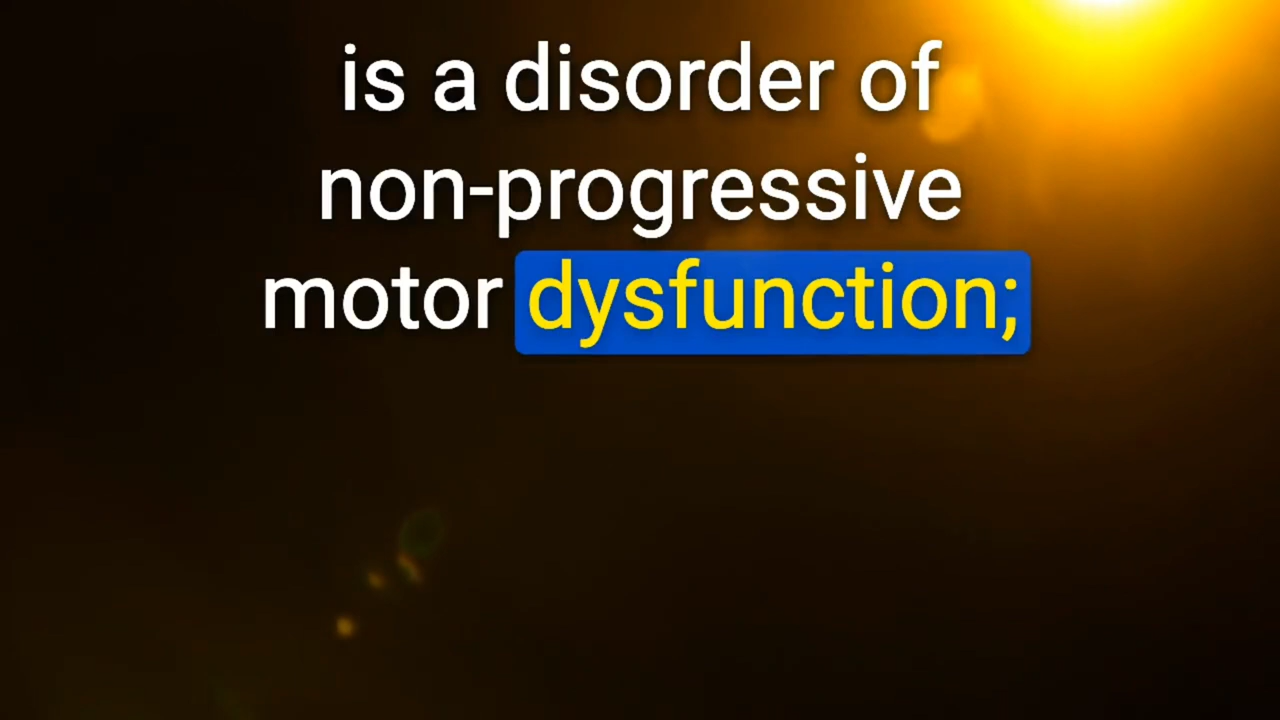 is a disorder of
non-progressive
motor dysfunction;